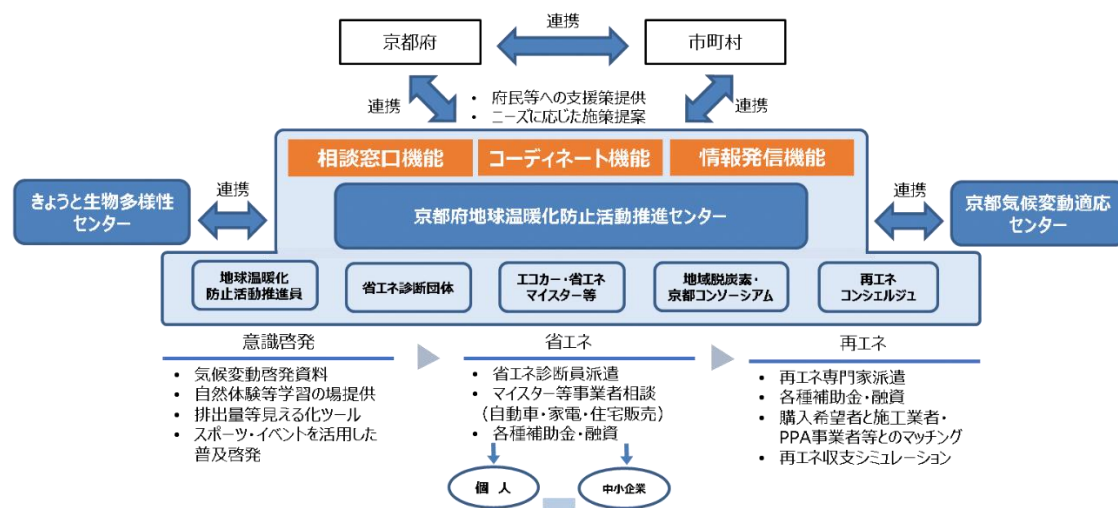 連携
京都府
市町村
連携
・ 府民等への支援策提供
・ ニーズに応じた施策提案
連携
相談窓口機能
コーディネート機能
情報発信機能
きょうと生物多様性
センター
連携
京都府地球温暖化防止活動推進センター
連携
京都気候変動適応
センター
地球温暖化
防止活動推進員
省エネ診断団体
エコカー・省エネ
マイスター等
地域脱炭素・
京都コンソーシアム
再エネ
コンシェルジュ
意識啓発
• 気候変動啓発資料
• 自然体験等学習の場提供
• 排出量等見える化ツール
• スポーツ・イベントを活用した
普及啓発
省エネ
• 省エネ診断員派遣
• マイスター等事業者相談
（自動車・家電・住宅販売）
• 各種補助金・融資
個 人
中小企業
再エネ
• 再エネ専門家派遣
• 各種補助金・融資
• 購入希望者と施工業者・
PPA事業者等とのマッチング
• 再エネ収支シミュレーション